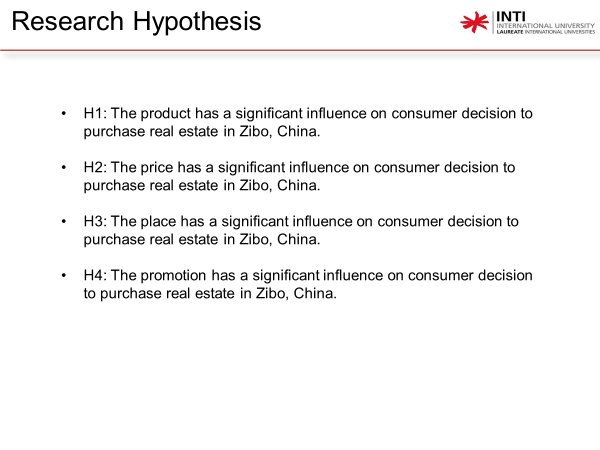 Research Hypothesis
INTI
INTERNATIONAL UNIVERSITY
LAUREATE INTERNATIONAL UNIVERSITIES
• H1: The product has a significant influence on consumer decision to
purchase real estate in Zibo, China.
• H2: The price has a significant influence on consumer decision to
purchase real estate in Zibo, China.
• H3: The place has a significant influence on consumer decision to
purchase real estate in Zibo, China.
• H4: The promotion has a significant influence on consumer decision
to purchase real estate in Zibo, China.